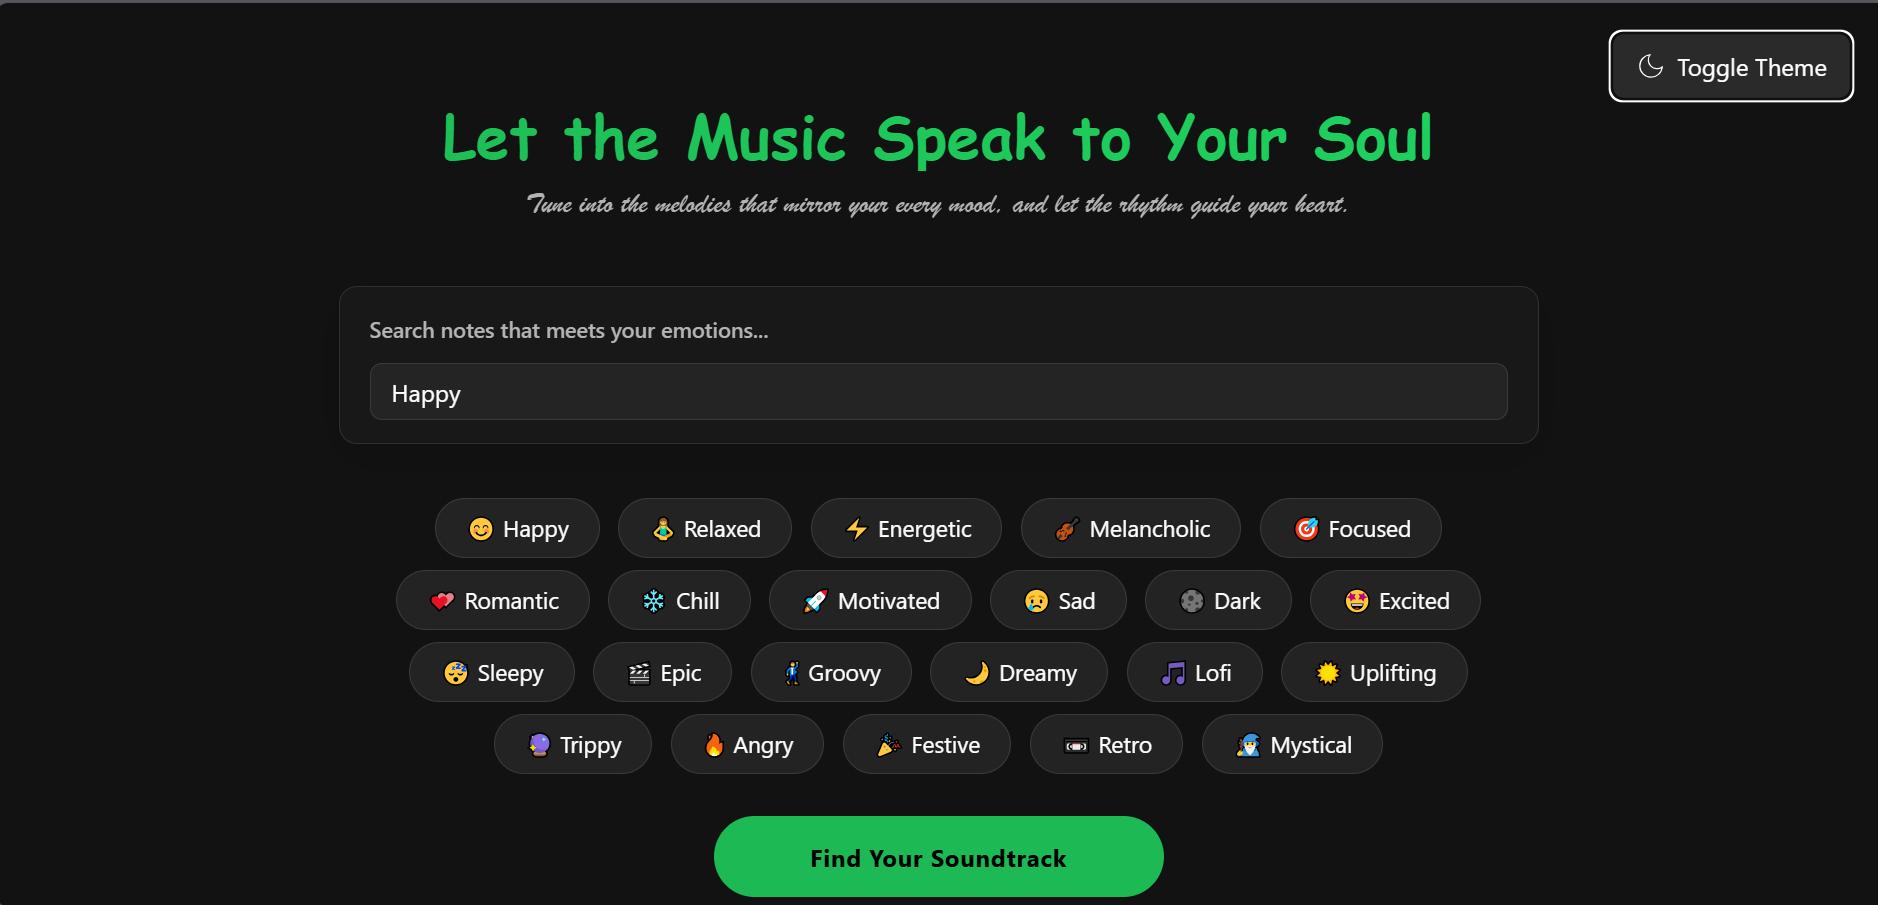 Toggle Theme
Let the Music Speak to Your Soul
Tune into the melodies that mirror your every mood, and let the rhythm guide your heart.
Search notes that meets your emotions...
Happy
😊 Happy 🧘 Relaxed ⚡ Energetic 🎻 Melancholic 🎯 Focused
💕 Romantic ❄️ Chill 🚀 Motivated 😢 Sad 🌑 Dark 🤩 Excited
😴 Sleepy 🎬 Epic 🕺 Groovy 🌙 Dreamy 🎵 Lofi 🌟 Uplifting
🔮 Trippy 🔥 Angry 🎉 Festive 📼 Retro 🧙 Mystical
Find Your Soundtrack